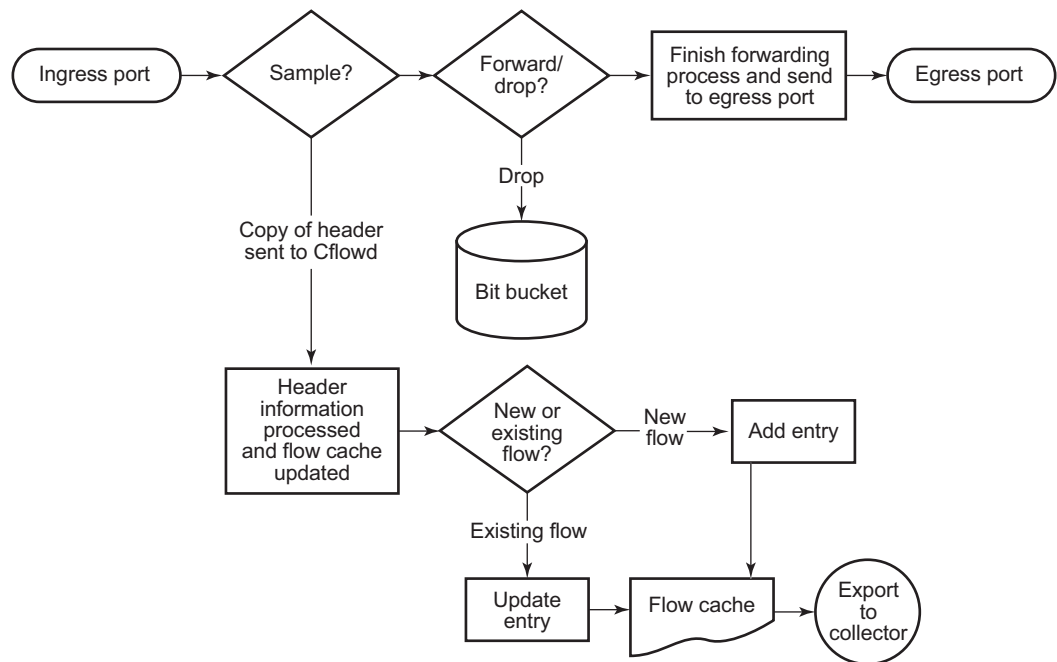 Ingress port
Sample?
Forward/
drop?
Finish forwarding
process and send
to egress port
Egress port
Drop
Copy of header
sent to Cflowd
Bit bucket
Header
information
processed
and flow cache
updated
New or
existing
flow?
New
flow
Add entry
Existing flow
Update
entry
Flow cache
Export
to
collector